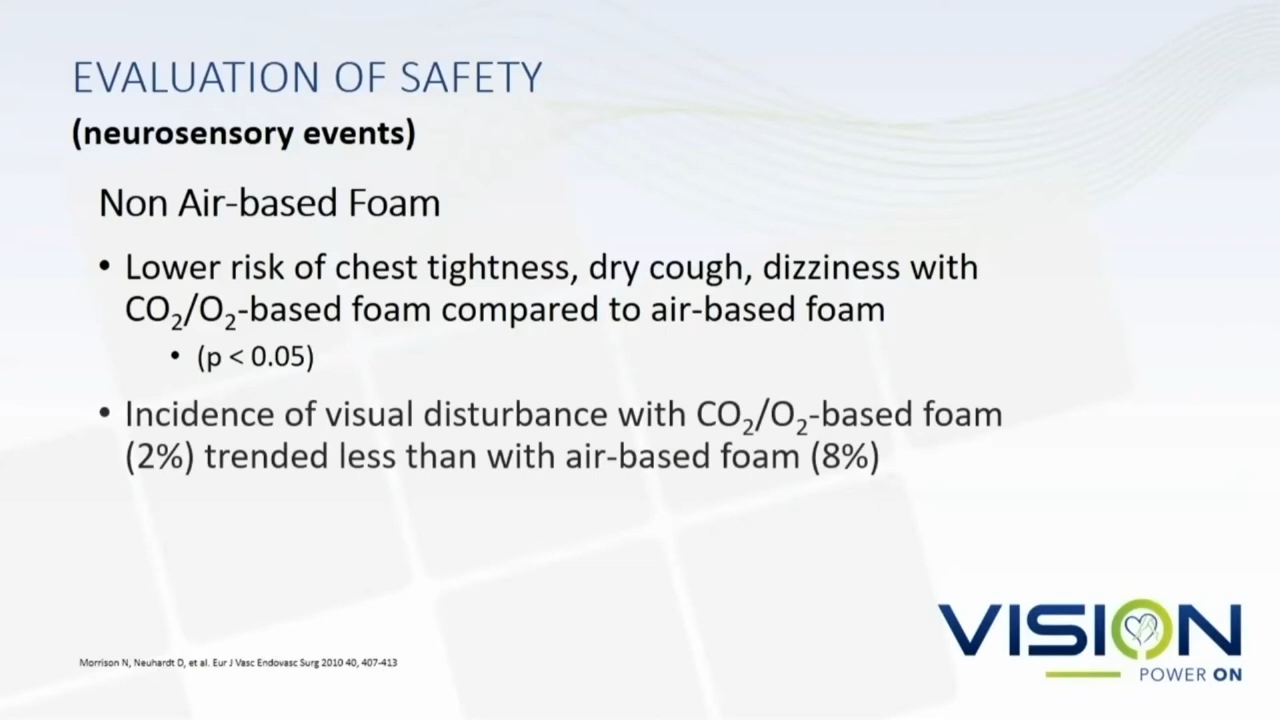 EVALUATION OF SAFETY
(neurosensory events)
Non Air-based Foam
• Lower risk of chest tightness, dry cough, dizziness with
CO₂/O₂-based foam compared to air-based foam
• (p < 0.05)
• Incidence of visual disturbance with CO₂/O₂-based foam
(2%) trended less than with air-based foam (8%)
Morrison N, Neuhardt D, et al. Eur J Vasc Endovasc Surg 2010 40, 407-413
VISION
POWER ON